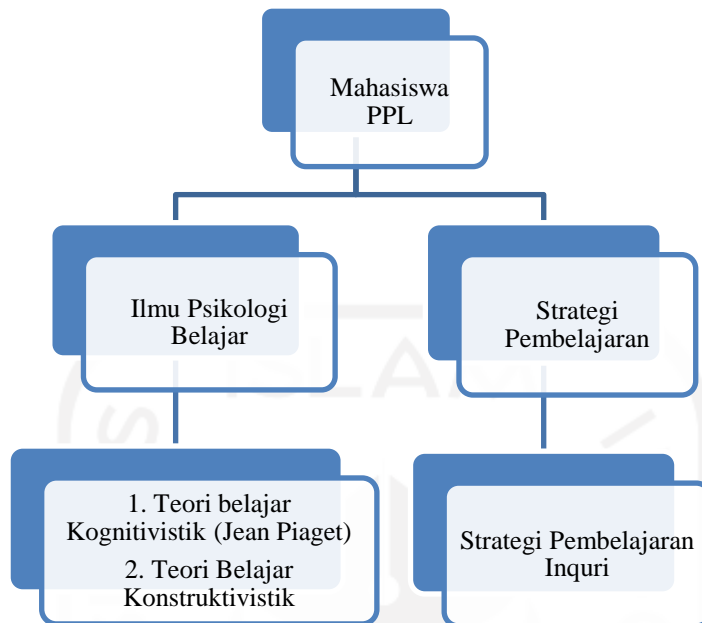 Mahasiswa
PPL
Ilmu Psikologi
Belajar
Strategi
Pembelajaran
1. Teori belajar
Kognitivistik (Jean Piaget)
2. Teori Belajar
Konstruktivistik
Strategi Pembelajaran
Inquri
ISLAM